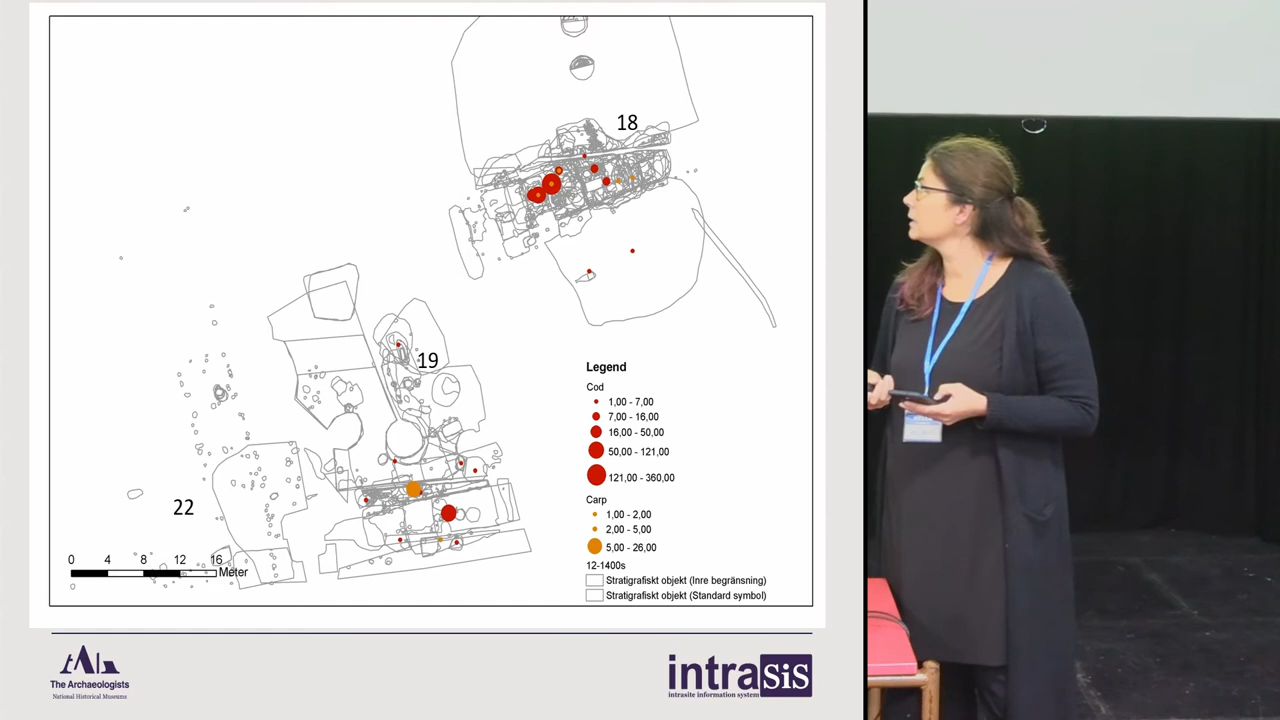 18
19
22
0 4 8 12 16
Meter
Legend
Cod
1,00 - 7,00
7,00 - 16,00
16,00 - 50,00
50,00 - 121,00
121,00 - 360,00
Carp
1,00 - 2,00
2,00 - 5,00
5,00 - 26,00
12-1400s
Stratigrafiskt objekt (Inre begränsning)
Stratigrafiskt objekt (Standard symbol)
The Archaeologists
National Historical Museums
intrasis
intrasite information system